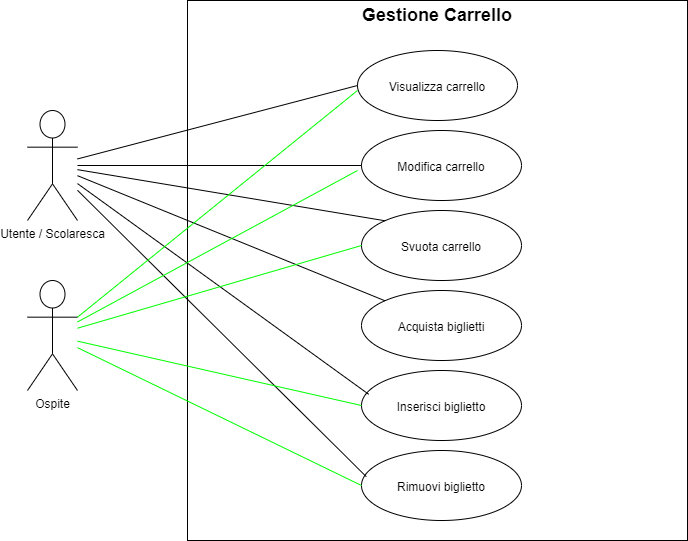 Gestione Carrello
Visualizza carrello
Modifica carrello
Utente / Scolaresca
Svuota carrello
Acquista biglietti
Ospite
Inserisci biglietto
Rimuovi biglietto